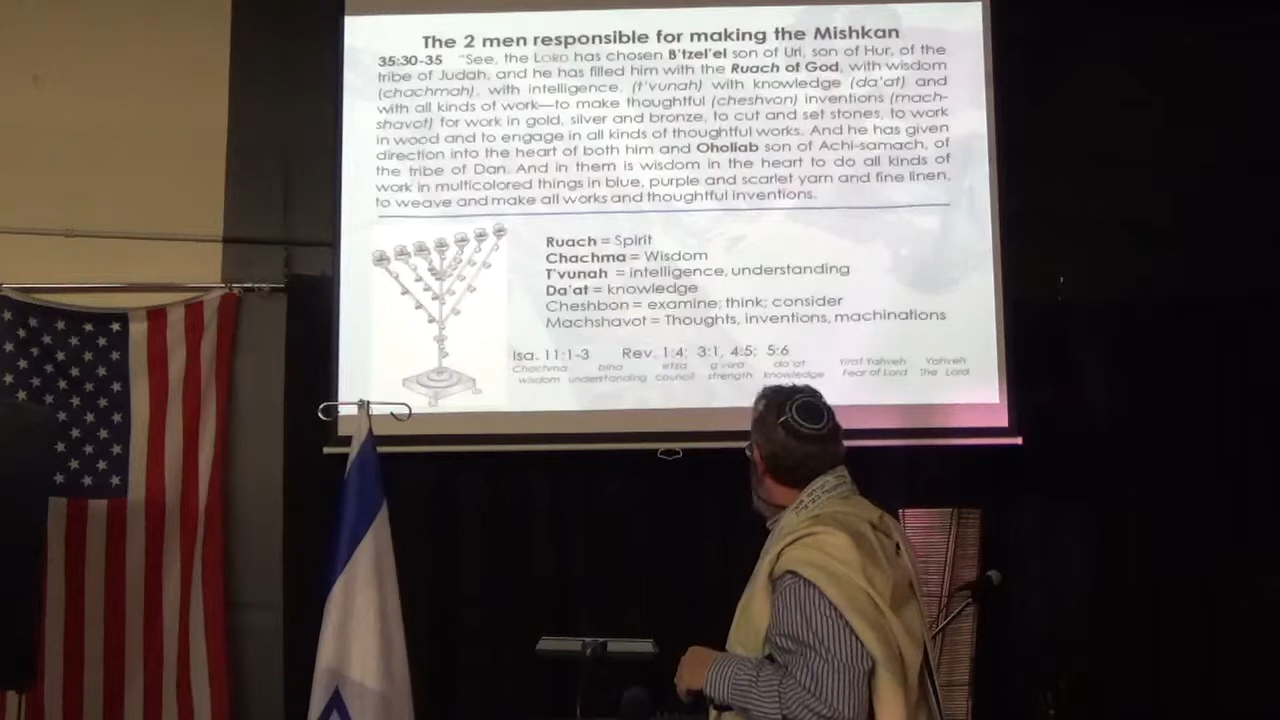 The 2 men responsible for making the Mishkan
35:30-35 "See, the LORD has chosen B'tzel'el son of Uri, son of Hur, of the
tribe of Judah, and he has filled him with the Ruach of God, with wisdom
(chachmah), with intelligence, (t'vunah) with knowledge (da'at) and
with all kinds of work—to make thoughtful (cheshvon) inventions (mach-
shavot) for work in gold, silver and bronze, to cut and set stones, to work
in wood and to engage in all kinds of thoughtful works. And he has given
direction into the heart of both him and Oholiab son of Achi-samach, of
the tribe of Dan. And in them is wisdom in the heart to do all kinds of
work in multicolored things in blue, purple and scarlet yarn and fine linen,
to weave and make all works and thoughtful inventions.
Ruach = Spirit
Chachma = Wisdom
T'vunah = intelligence, understanding
Da'at = knowledge
Cheshbon = examine; think; consider
Machshavot = Thoughts, inventions, machinations
Isa. 11:1-3 Rev. 1:4; 3:1, 4:5; 5:6
Chachma bina etza g'vura da'at Yirat Yahveh Yahveh
wisdom understanding council strength knowledge Fear of Lord The Lord